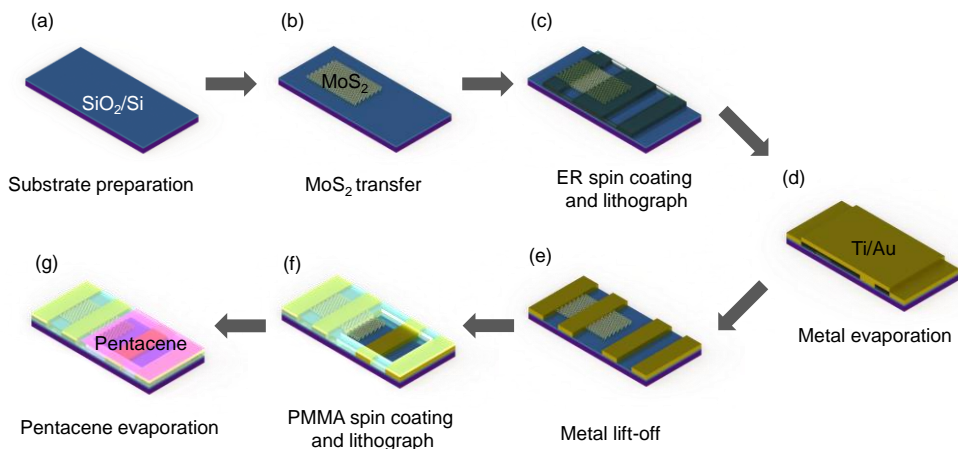 (a)
SiO₂/Si
Substrate preparation
(b)
MoS₂
MoS₂ transfer
(c)
ER spin coating
and lithograph
(d)
Ti/Au
Metal evaporation
(e)
Metal lift-off
(f)
PMMA spin coating
and lithograph
(g)
Pentacene
Pentacene evaporation